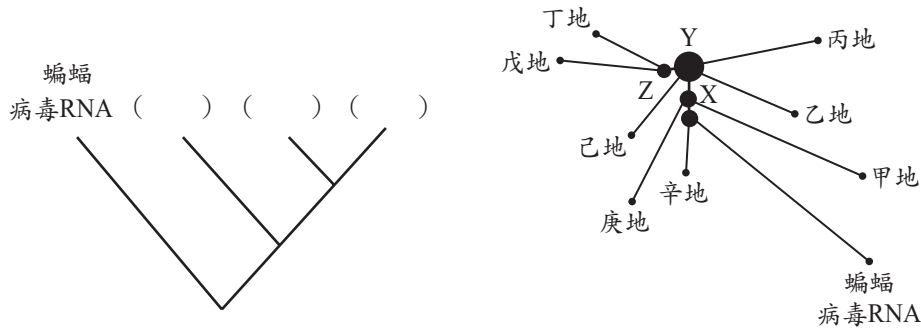 蝙蝠
病毒RNA（　　）（　　）（　　）
丁地
戊地
Y
丙地
Z
X
乙地
己地
辛地
甲地
庚地
蝙蝠
病毒RNA